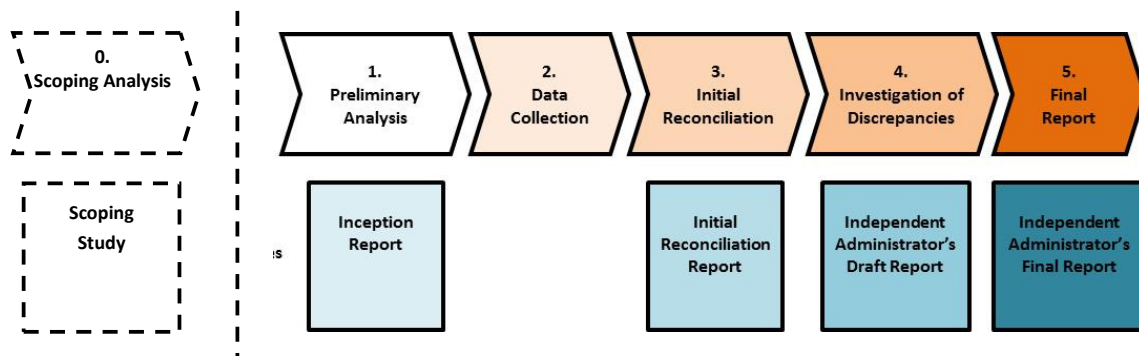 0.
Scoping Analysis
1.
Preliminary
Analysis
2.
Data
Collection
3.
Initial
Reconciliation
4.
Investigation of
Discrepancies
5.
Final
Report
Scoping
Study
Inception
Report
Initial
Reconciliation
Report
Independent
Administrator’s
Draft Report
Independent
Administrator’s
Final Report